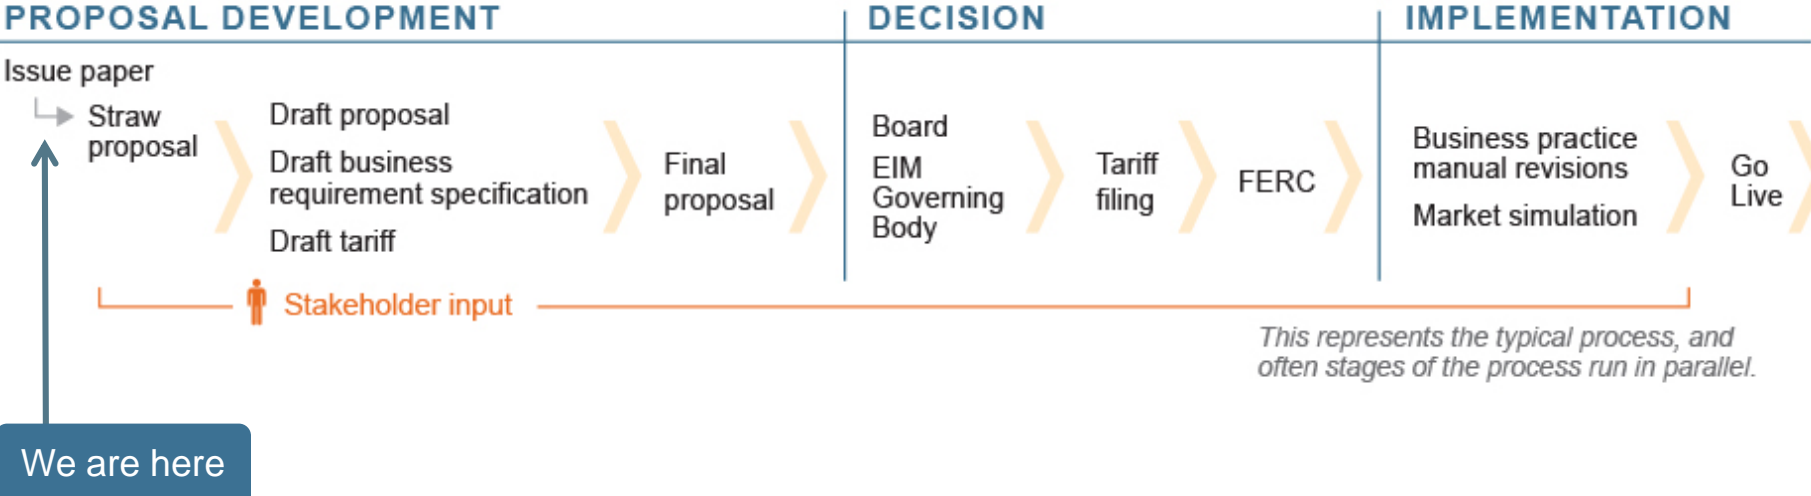 PROPOSAL DEVELOPMENT
DECISION
IMPLEMENTATION
Issue paper
Straw
proposal
Draft proposal
Draft business
requirement specification
Draft tariff
Final
proposal
Board
EIM
Governing
Body
Tariff
filing
FERC
Business practice
manual revisions
Market simulation
Go
Live
Stakeholder input
This represents the typical process, and
often stages of the process run in parallel.
We are here